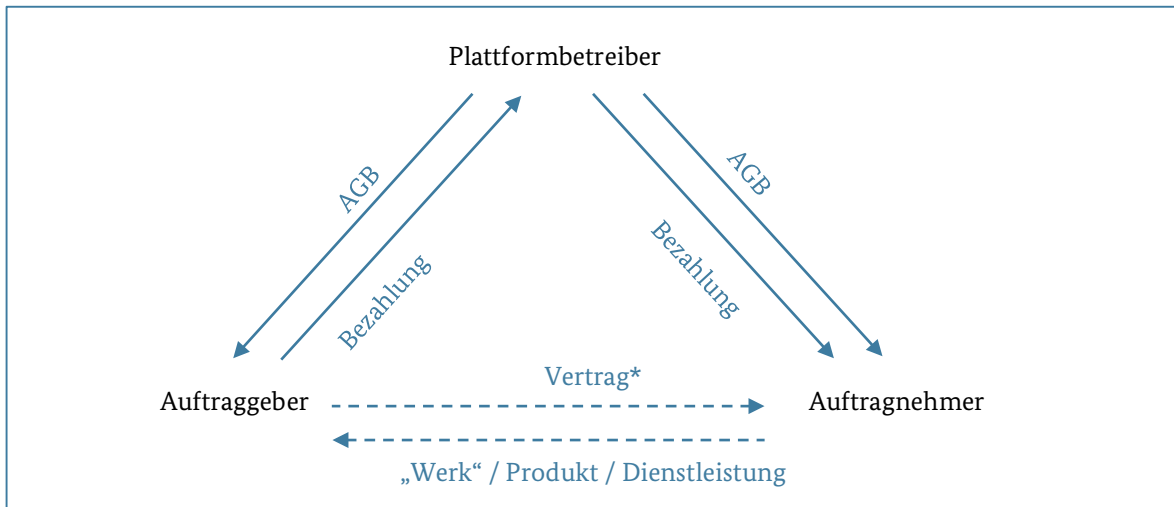 Plattformbetreiber
AGB
AGB
Bezahlung
Bezahlung
Vertrag*
Auftraggeber
Auftragnehmer
„Werk“ / Produkt / Dienstleistung